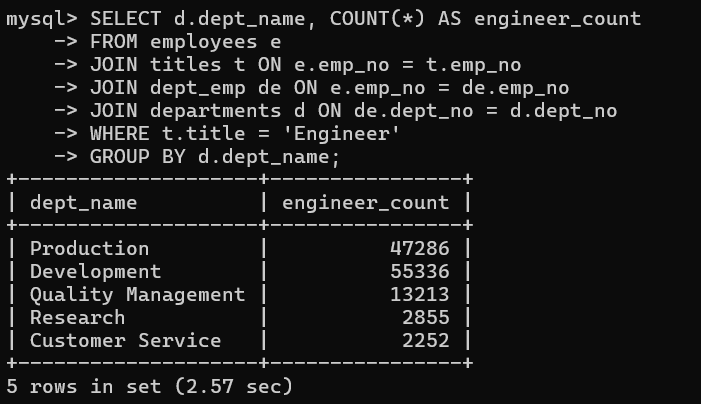 mysql> SELECT d.dept_name, COUNT(*) AS engineer_count
    -> FROM employees e
    -> JOIN titles t ON e.emp_no = t.emp_no
    -> JOIN dept_emp de ON e.emp_no = de.emp_no
    -> JOIN departments d ON de.dept_no = d.dept_no
    -> WHERE t.title = 'Engineer'
    -> GROUP BY d.dept_name;
+--------------------+----------------+
| dept_name          | engineer_count |
+--------------------+----------------+
| Production         |          47286 |
| Development        |          55336 |
| Quality Management |          13213 |
| Research           |           2855 |
| Customer Service   |           2252 |
+--------------------+----------------+
5 rows in set (2.57 sec)